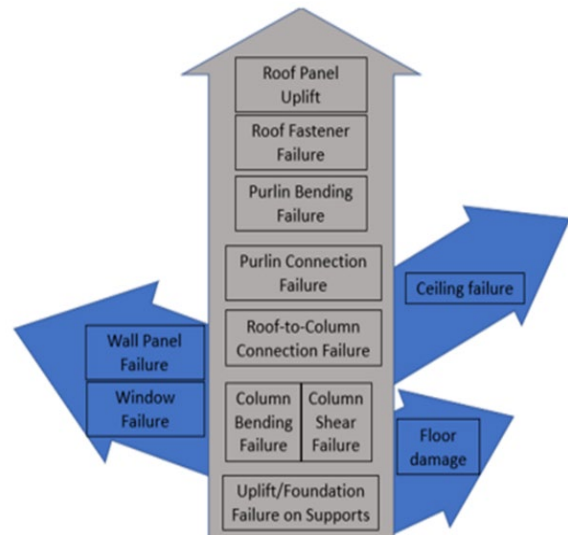 Roof Panel
Uplift
Roof Fastener
Failure
Purlin Bending
Failure
Purlin Connection
Failure
Ceiling failure
Roof-to-Column
Connection Failure
Wall Panel
Failure
Window
Failure
Column
Bending
Failure
Column
Shear
Failure
Floor
damage
Uplift/Foundation
Failure on Supports